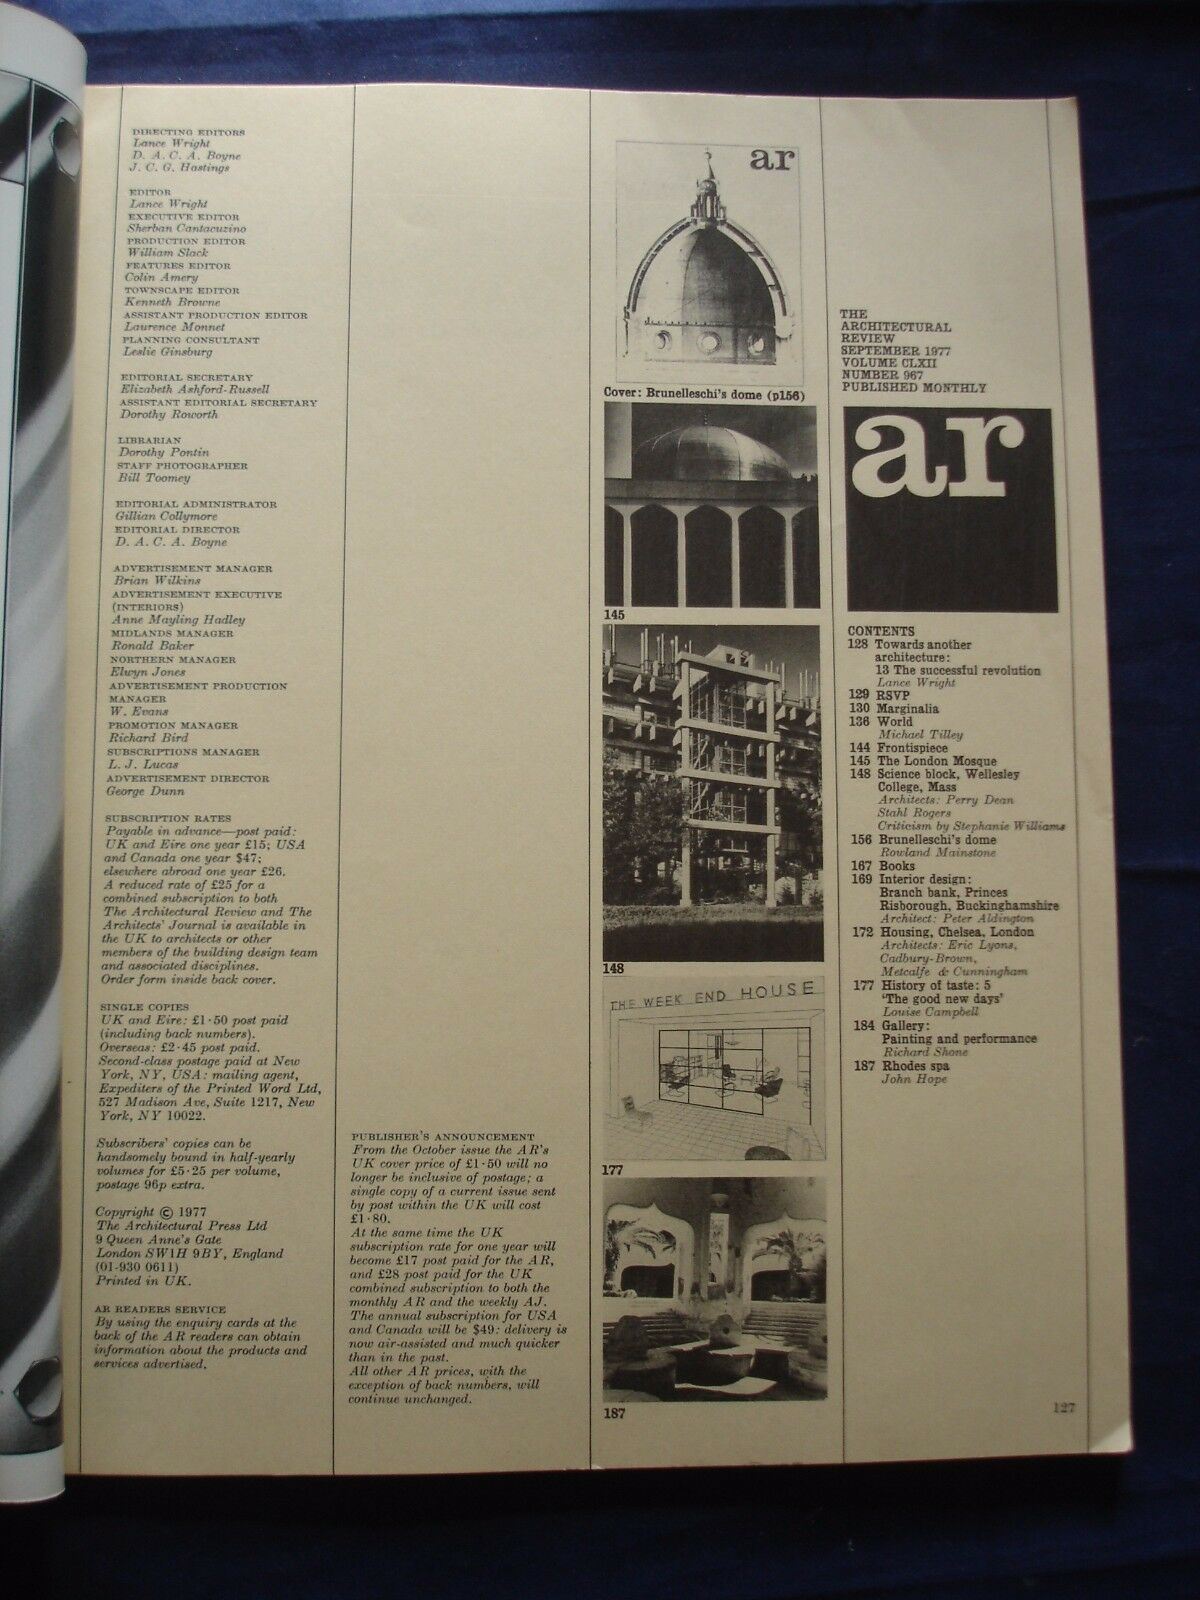 DIRECTING EDITORS
Lance Wright
D. A. C. A. Boyne
J. C. G. Hastings
EDITOR
Lance Wright
EXECUTIVE EDITOR
Sherban Cantacuzino
PRODUCTION EDITOR
William Slack
FEATURES EDITOR
Colin Amery
TOWNSCAPE EDITOR
Kenneth Browne
ASSISTANT PRODUCTION EDITOR
Laurence Monnet
PLANNING CONSULTANT
Leslie Ginsburg
EDITORIAL SECRETARY
Elizabeth Ashford-Russell
ASSISTANT EDITORIAL SECRETARY
Dorothy Roworth
LIBRARIAN
Dorothy Pontin
STAFF PHOTOGRAPHER
Bill Toomey
EDITORIAL ADMINISTRATOR
Gillian Collymore
EDITORIAL DIRECTOR
D. A. C. A. Boyne
ADVERTISEMENT MANAGER
Brian Wilkins
ADVERTISEMENT EXECUTIVE
(INTERIORS)
Anne Mayling Hadley
MIDLANDS MANAGER
Ronald Baker
NORTHERN MANAGER
Elwyn Jones
ADVERTISEMENT PRODUCTION
MANAGER
W. Evans
PROMOTION MANAGER
Richard Bird
SUBSCRIPTIONS MANAGER
L. J. Lucas
ADVERTISEMENT DIRECTOR
George Dunn
SUBSCRIPTION RATES
Payable in advance—post paid:
UK and Eire one year £15; USA
and Canada one year $47;
elsewhere abroad one year £26.
A reduced rate of £25 for a
combined subscription to both
The Architectural Review and The
Architects' Journal is available in
the UK to architects or other
members of the building design team
and associated disciplines.
Order form inside back cover.
SINGLE COPIES
UK and Eire: £1·50 post paid
(including back numbers).
Overseas: £2·45 post paid.
Second-class postage paid at New
York, NY, USA: mailing agent,
Expediters of the Printed Word Ltd,
527 Madison Ave, Suite 1217, New
York, NY 10022.
Subscribers' copies can be
handsomely bound in half-yearly
volumes for £5·25 per volume,
postage 96p extra.
Copyright © 1977
The Architectural Press Ltd
9 Queen Anne's Gate
London SW1H 9BY, England
(01-930 0611)
Printed in UK.
AR READERS SERVICE
By using the enquiry cards at the
back of the AR readers can obtain
information about the products and
services advertised.
PUBLISHER'S ANNOUNCEMENT
From the October issue the AR's
UK cover price of £1·50 will no
longer be inclusive of postage; a
single copy of a current issue sent
by post within the UK will cost
£1·80.
At the same time the UK
subscription rate for one year will
become £17 post paid for the AR,
and £28 post paid for the UK
combined subscription to both the
monthly AR and the weekly AJ.
The annual subscription for USA
and Canada will be $49: delivery is
now air-assisted and much quicker
than in the past.
All other AR prices, with the
exception of back numbers, will
continue unchanged.
ar
Cover: Brunelleschi's dome (p156)
145
148
THE WEEK END HOUSE
177
187
THE
ARCHITECTURAL
REVIEW
SEPTEMBER 1977
VOLUME CLXII
NUMBER 967
PUBLISHED MONTHLY
ar
CONTENTS
128 Towards another
architecture:
13 The successful revolution
Lance Wright
129 RSVP
130 Marginalia
136 World
Michael Tilley
144 Frontispiece
145 The London Mosque
148 Science block, Wellesley
College, Mass
Architects: Perry Dean
Stahl Rogers
Criticism by Stephanie Williams
156 Brunelleschi's dome
Rowland Mainstone
167 Books
169 Interior design:
Branch bank, Princes
Risborough, Buckinghamshire
Architect: Peter Aldington
172 Housing, Chelsea, London
Architects: Eric Lyons,
Cadbury-Brown,
Metcalfe & Cunningham
177 History of taste: 5
'The good new days'
Louise Campbell
184 Gallery:
Painting and performance
Richard Shone
187 Rhodes spa
John Hope
127